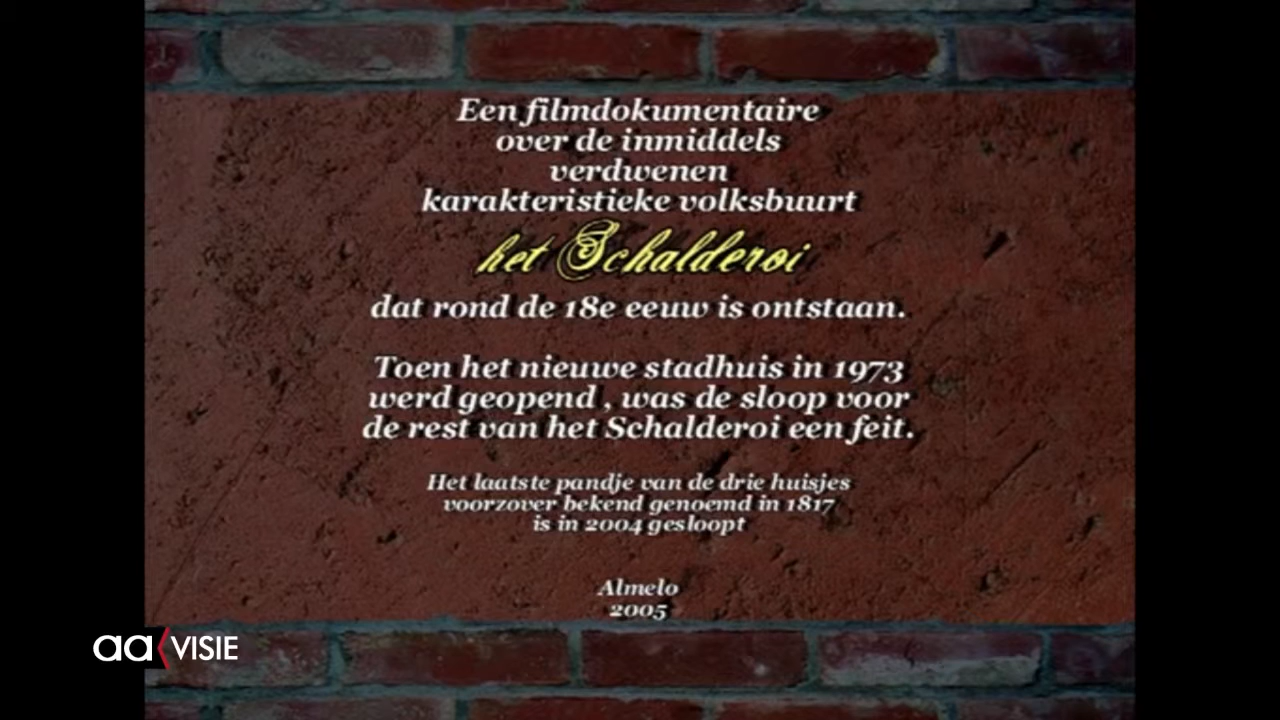 Een filmdokumentaire
over de inmiddels
verdwenen
karakteristieke volksbuurt
het Schalderoi
dat rond de 18e eeuw is ontstaan.
Toen het nieuwe stadhuis in 1973
werd geopend , was de sloop voor
de rest van het Schalderoi een feit.
Het laatste pandje van de drie huisjes
voorzover bekend genoemd in 1817
is in 2004 gesloopt
Almelo
2005
aa VISIE